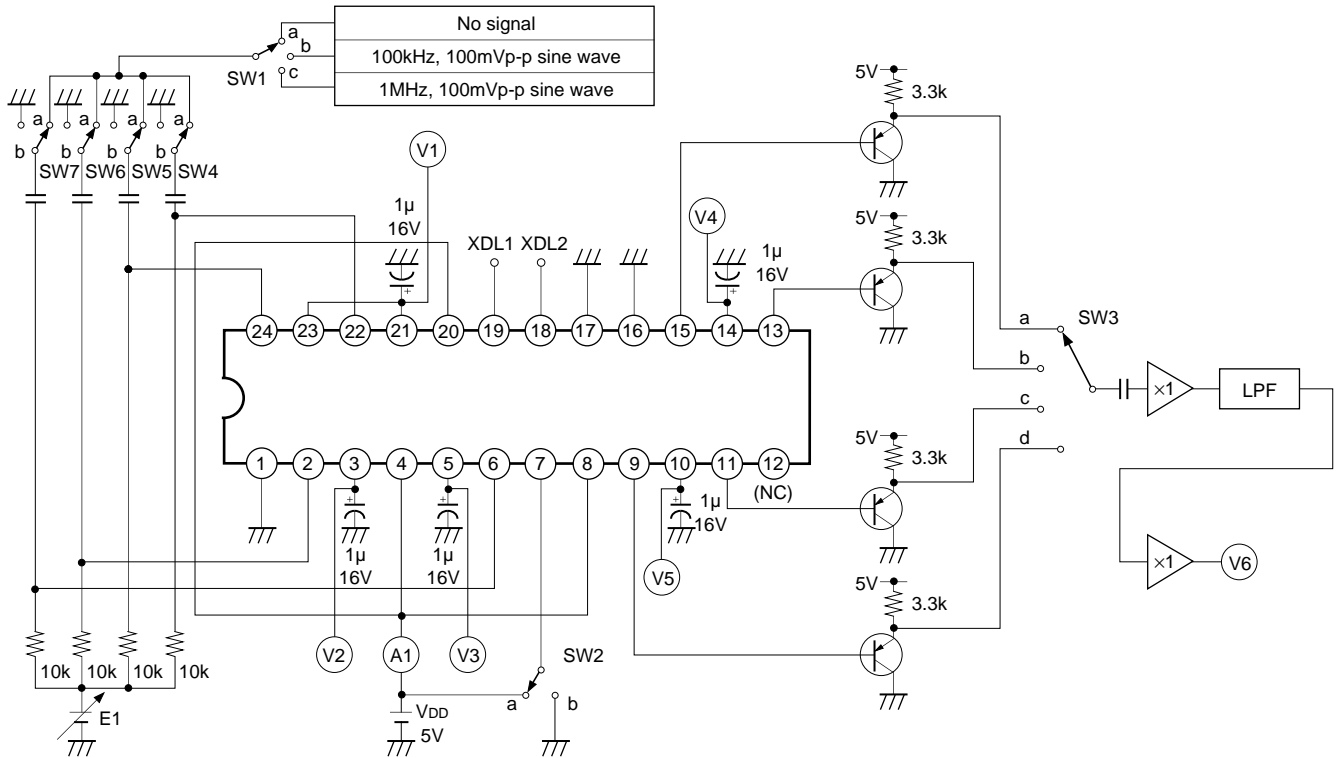 No signal
100kHz, 100mVp-p sine wave
1MHz, 100mVp-p sine wave
a
b
c
SW1
a
a
a
a
b
b
b
b
SW7
SW6
SW5
SW4
V1
1µ
16V
XDL1
XDL2
V4
1µ
16V
5V
3.3k
5V
3.3k
24
23
22
21
20
19
18
17
16
15
14
13
a
b
c
d
SW3
×1
LPF
1
2
3
4
5
6
7
8
9
10
11
12
(NC)
1µ
16V
1µ
16V
1µ
16V
5V
3.3k
5V
3.3k
×1
V6
V5
V2
A1
V3
SW2
a
b
10k
10k
10k
10k
E1
VDD
5V